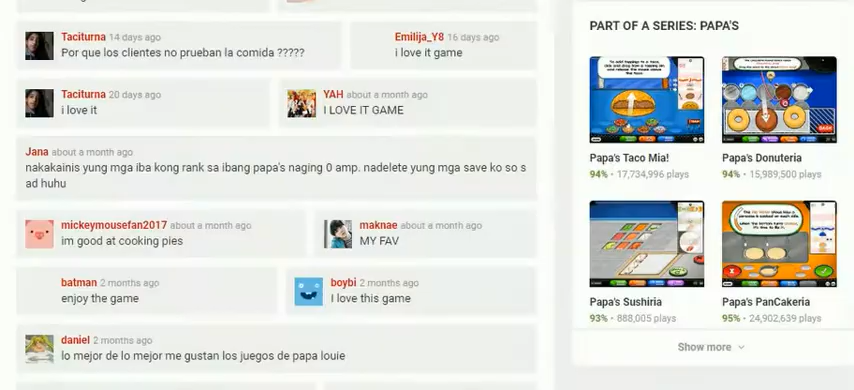 Taciturna 14 days ago
Por que los clientes no prueban la comida ?????
Emilija_Y8 16 days ago
i love it game
Taciturna 20 days ago
i love it
YAH about a month ago
I LOVE IT GAME
Jana about a month ago
nakakainis yung mga iba kong rank sa ibang papa's naging 0 amp. nadelete yung mga save ko so s
ad huhu
mickeymousefan2017 about a month ago
im good at cooking pies
maknae about a month ago
MY FAV
batman 2 months ago
enjoy the game
boybi 2 months ago
I love this game
daniel 2 months ago
lo mejor de lo mejor me gustan los juegos de papa louie
PART OF A SERIES: PAPA'S
Papa's Taco Mia!
94% • 17,734,996 plays
Papa's Donuteria
94% • 15,989,500 plays
Papa's Sushiria
93% • 888,005 plays
Papa's PanCakeria
95% • 24,902,639 plays
Show more